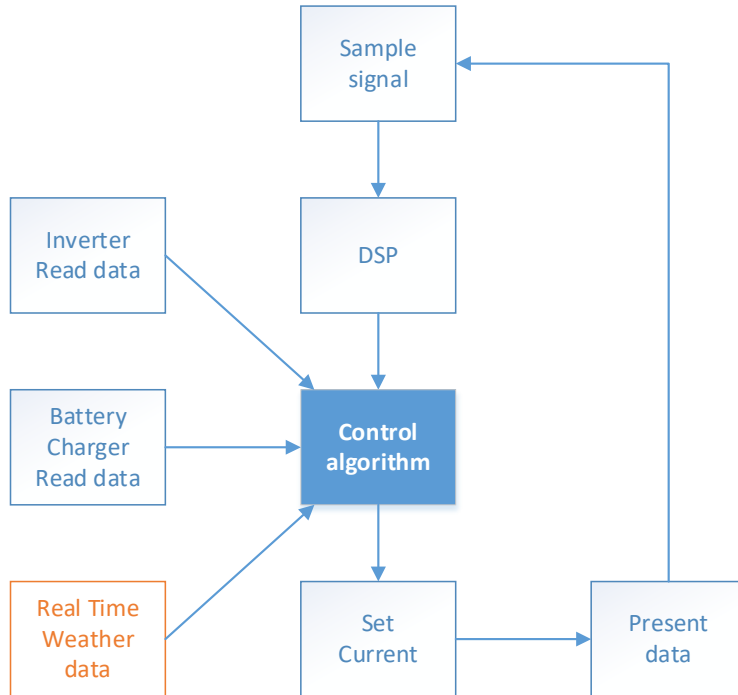 Sample
signal
Inverter
Read data
DSP
Battery
Charger
Read data
Control
algorithm
Real Time
Weather
data
Set
Current
Present
data